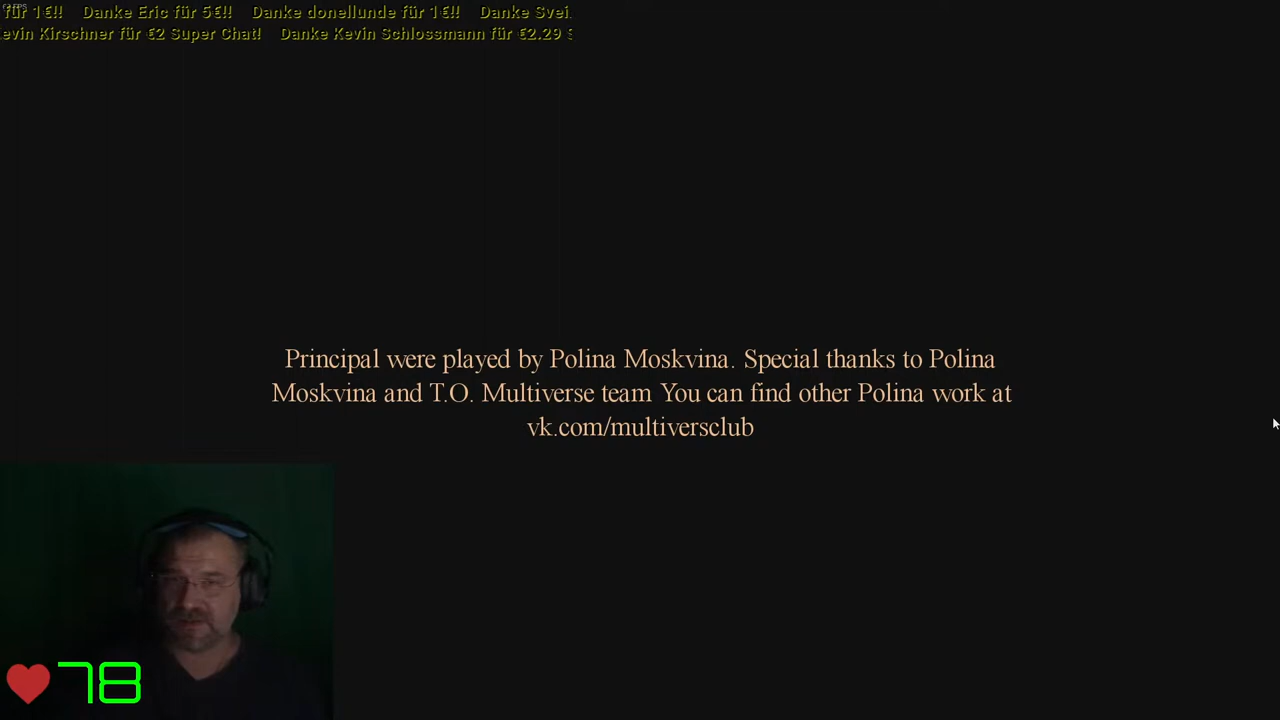 für 1€!! Danke Eric für 5€!! Danke donellunde für 1€!! Danke Svei
evin Kirschner für €2 Super Chat! Danke Kevin Schlossmann für €2.29
Principal were played by Polina Moskvina. Special thanks to Polina
Moskvina and T.O. Multiverse team You can find other Polina work at
vk.com/multiversclub
78